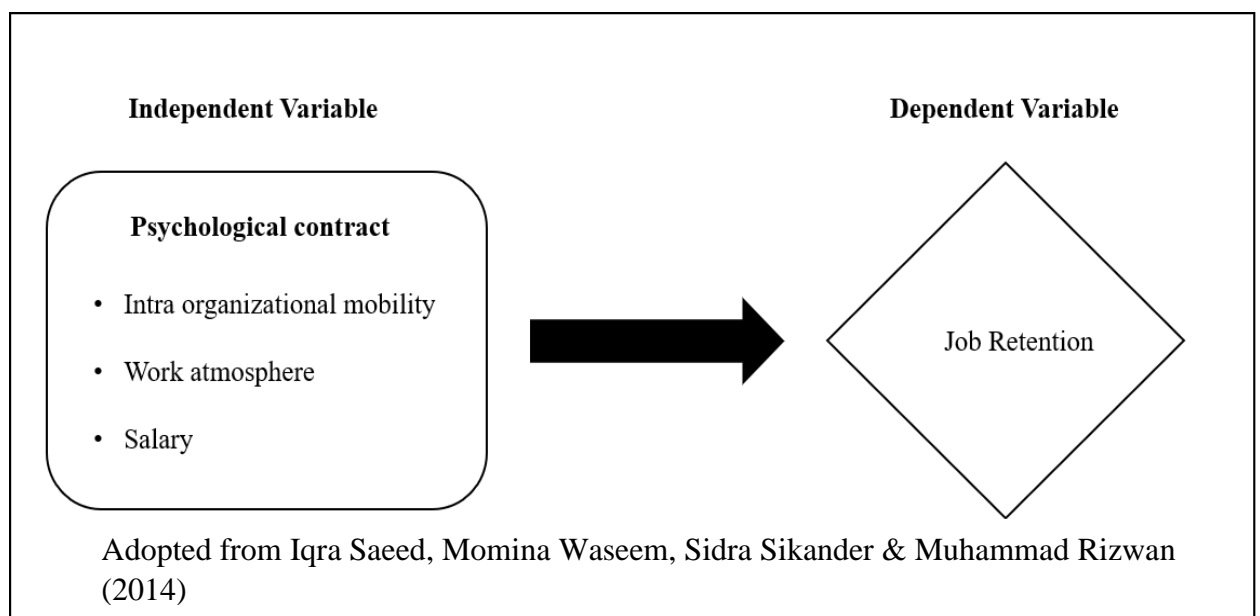 Independent Variable
Dependent Variable
Psychological contract
• Intra organizational mobility
• Work atmosphere
• Salary
Job Retention
Adopted from Iqra Saeed, Momina Waseem, Sidra Sikander & Muhammad Rizwan
(2014)